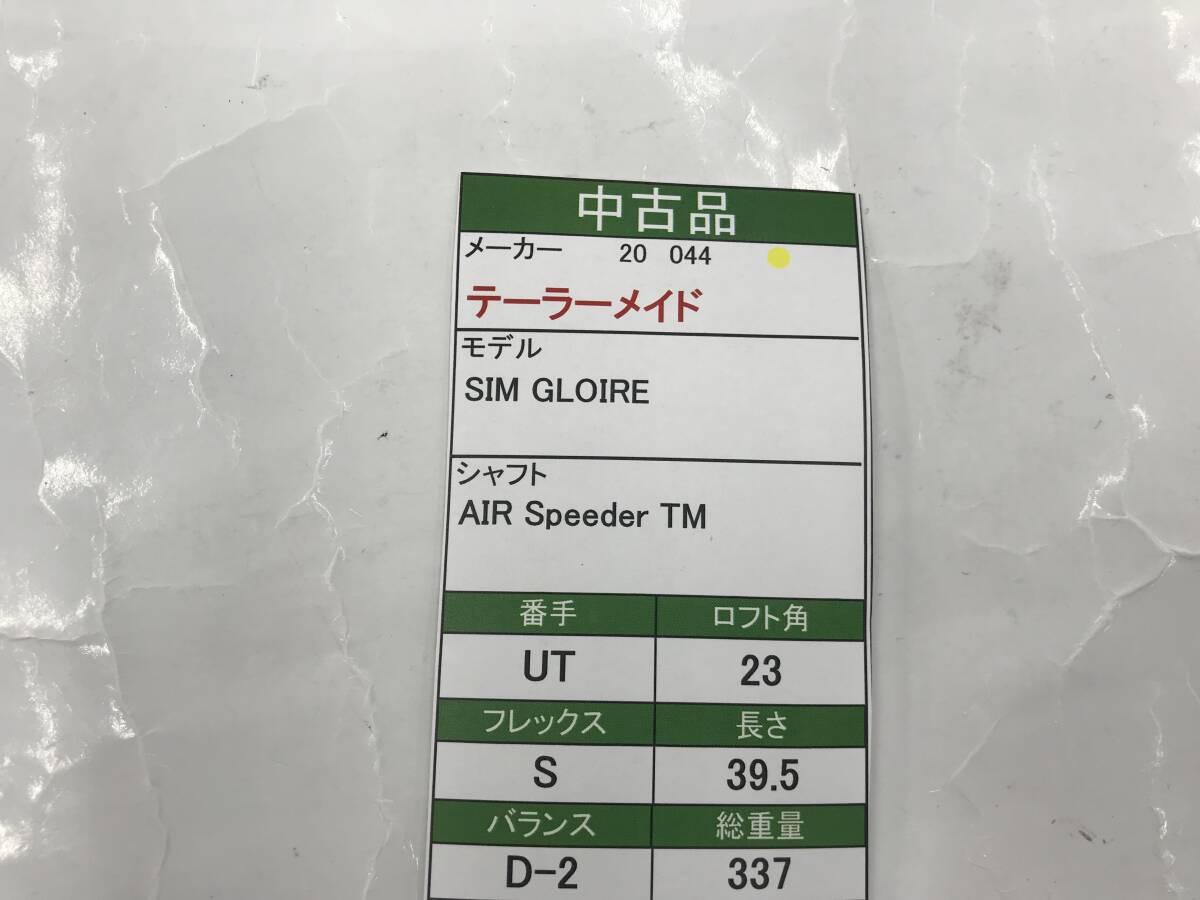 中古品
メーカー 20 044
テーラーメイド
モデル
SIM GLOIRE
シャフト
AIR Speeder TM
番手 ロフト角
UT 23
フレックス 長さ
S 39.5
バランス 総重量
D-2 337